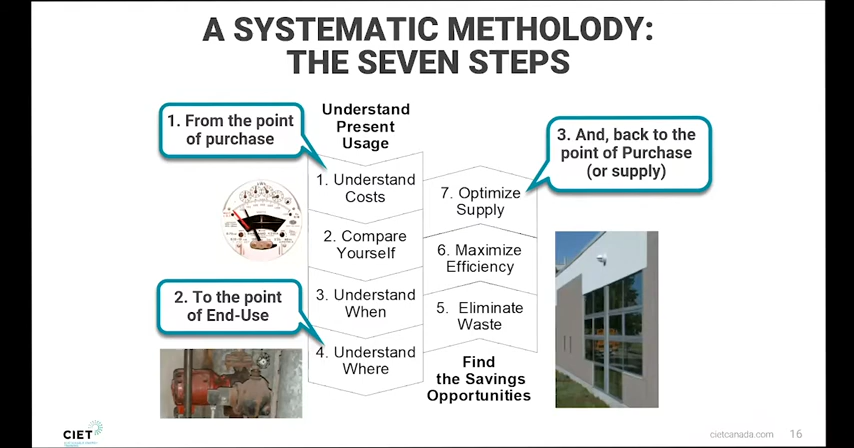 A SYSTEMATIC METHOLODY:
THE SEVEN STEPS
1. From the point
of purchase
Understand
Present
Usage
1. Understand
Costs
2. Compare
Yourself
3. Understand
When
4. Understand
Where
2. To the point
of End-Use
3. And, back to the
point of Purchase
(or supply)
7. Optimize
Supply
6. Maximize
Efficiency
5. Eliminate
Waste
Find
the Savings
Opportunities
CIET
cietcanada.com 16